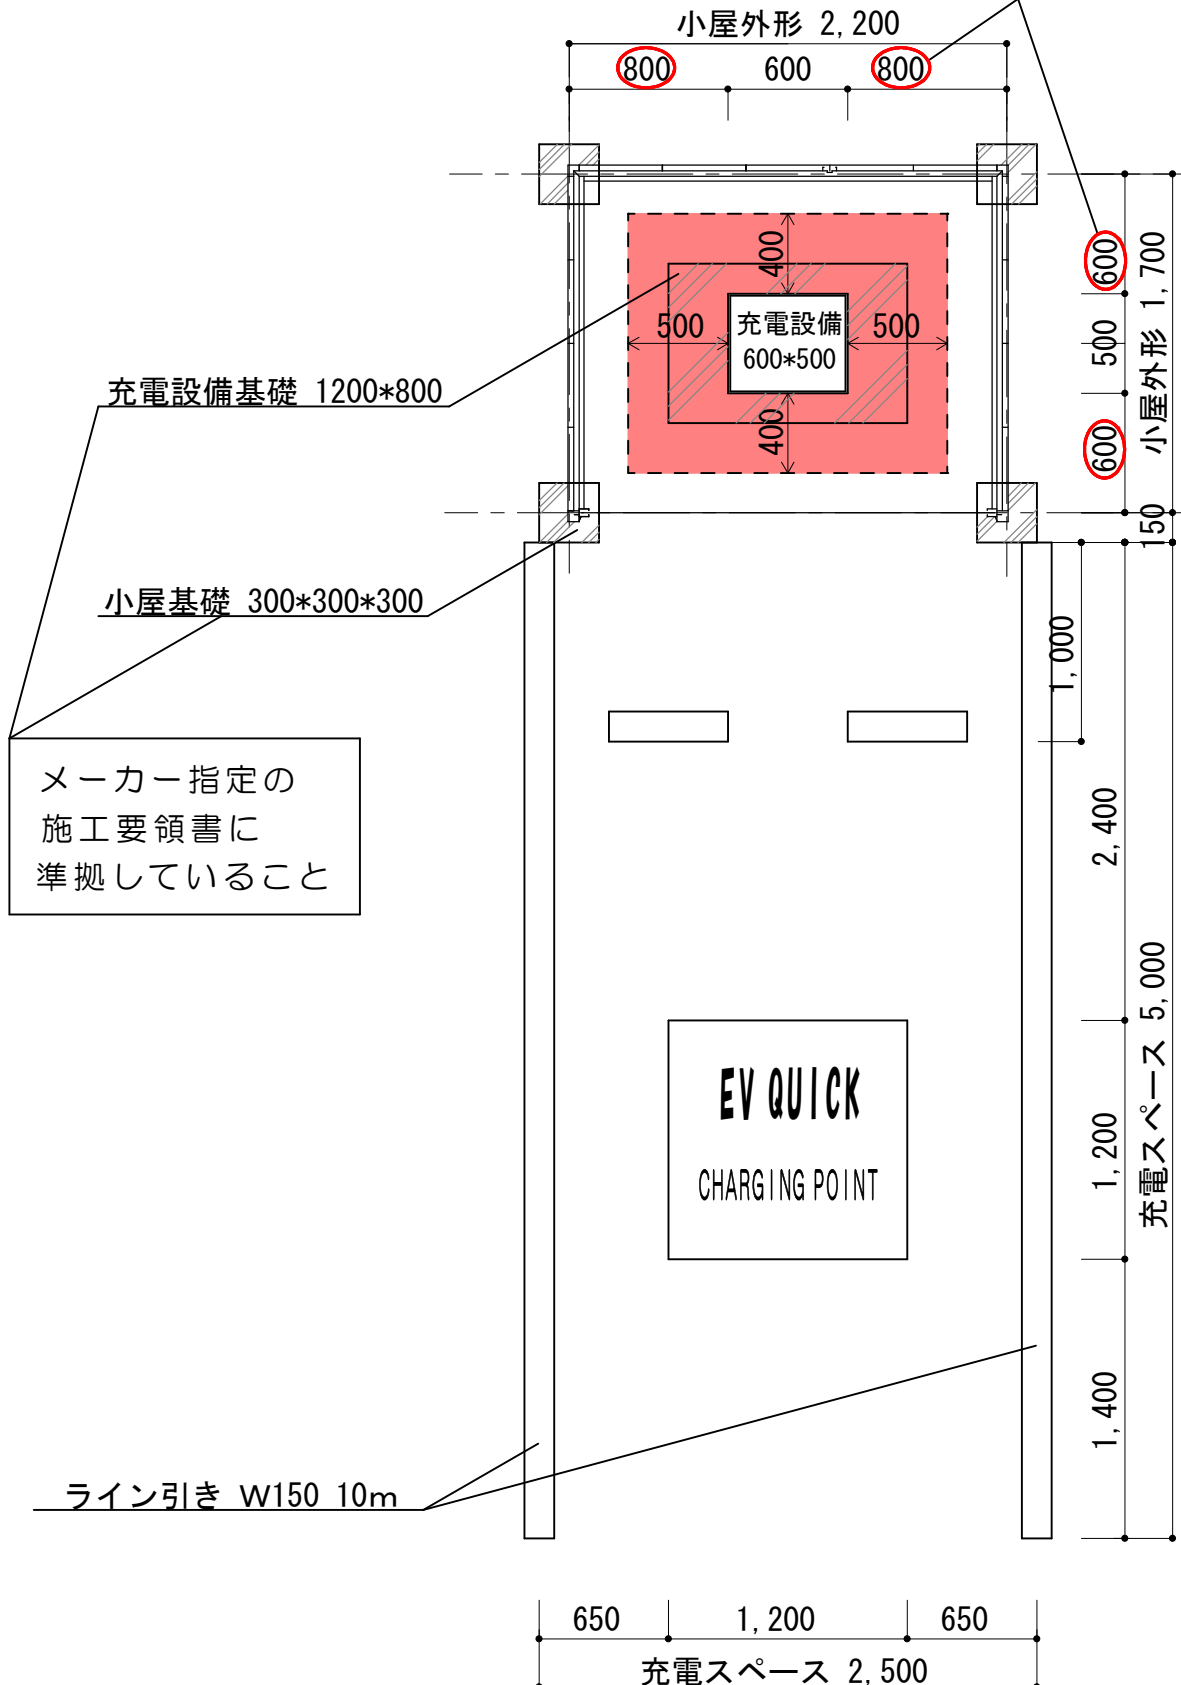 小屋外形 2,200
800
600
800
400
500
充電設備
600*500
500
400
600
500
600
小屋外形 1,700
150
充電設備基礎 1200*800
小屋基礎 300*300*300
1,000
メーカー指定の
施工要領書に
準拠していること
2,400
EV QUICK
CHARGING POINT
1,200
充電スペース 5,000
1,400
ライン引き W150 10m
650
1,200
650
充電スペース 2,500